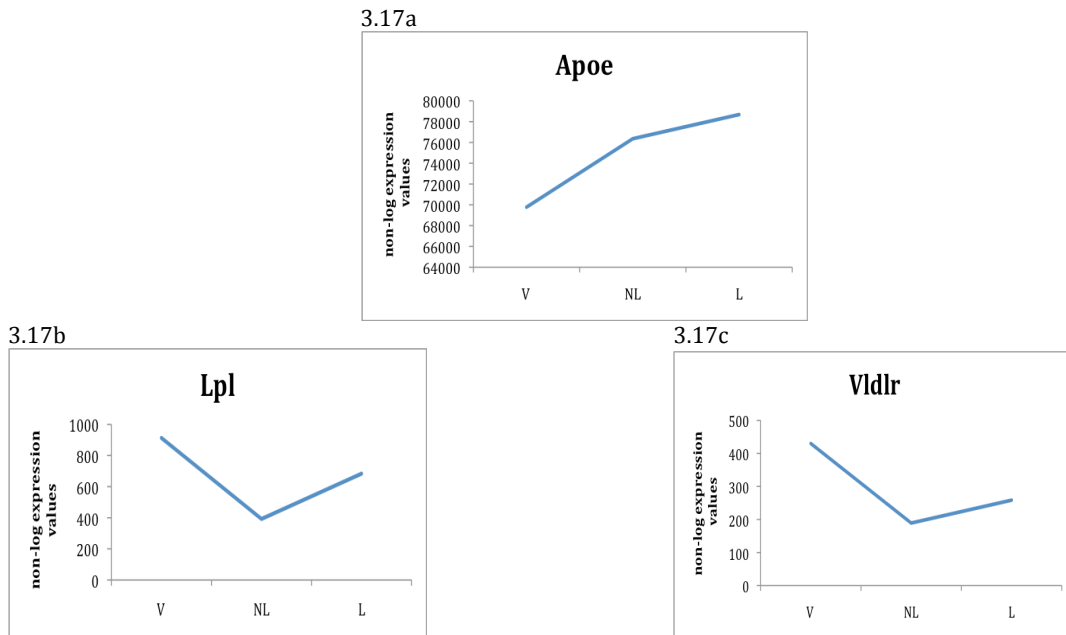 3.17a
Apoe
non-log expression
values
80000
78000
76000
74000
72000
70000
68000
66000
64000
V NL L
3.17b
Lpl
non-log expression
values
1000
800
600
400
200
0
V NL L
3.17c
Vldlr
non-log expression
values
500
400
300
200
100
0
V NL L